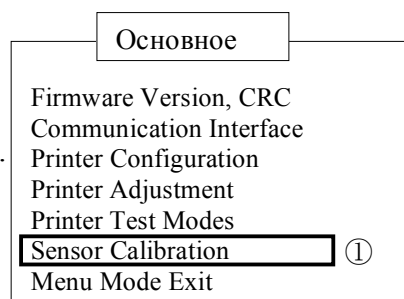 Основное
Firmware Version, CRC
Communication Interface
Printer Configuration
Printer Adjustment
Printer Test Modes
Sensor Calibration ①
Menu Mode Exit